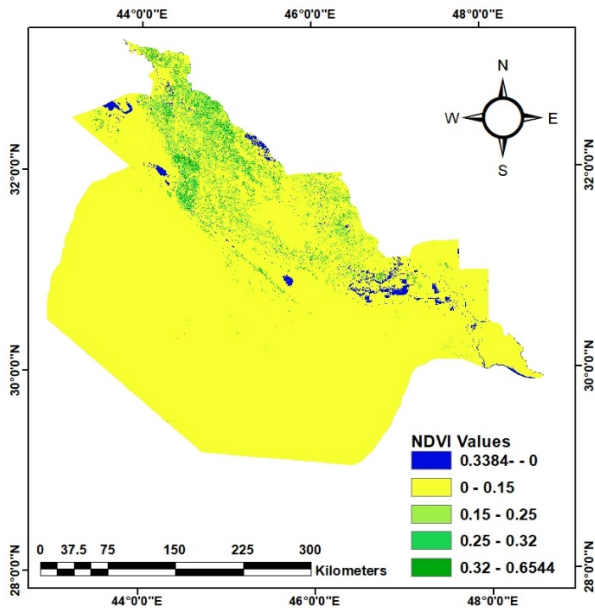 44°0'0"E 46°0'0"E 48°0'0"E
N
W E
S
32°0'0"N 32°0'0"N
30°0'0"N 30°0'0"N
NDVI Values
0.3384- - 0
0 - 0.15
0.15 - 0.25
0.25 - 0.32
0.32 - 0.6544
0 37.5 75 150 225 300
Kilometers
28°0'0"N 28°0'0"N
44°0'0"E 46°0'0"E 48°0'0"E